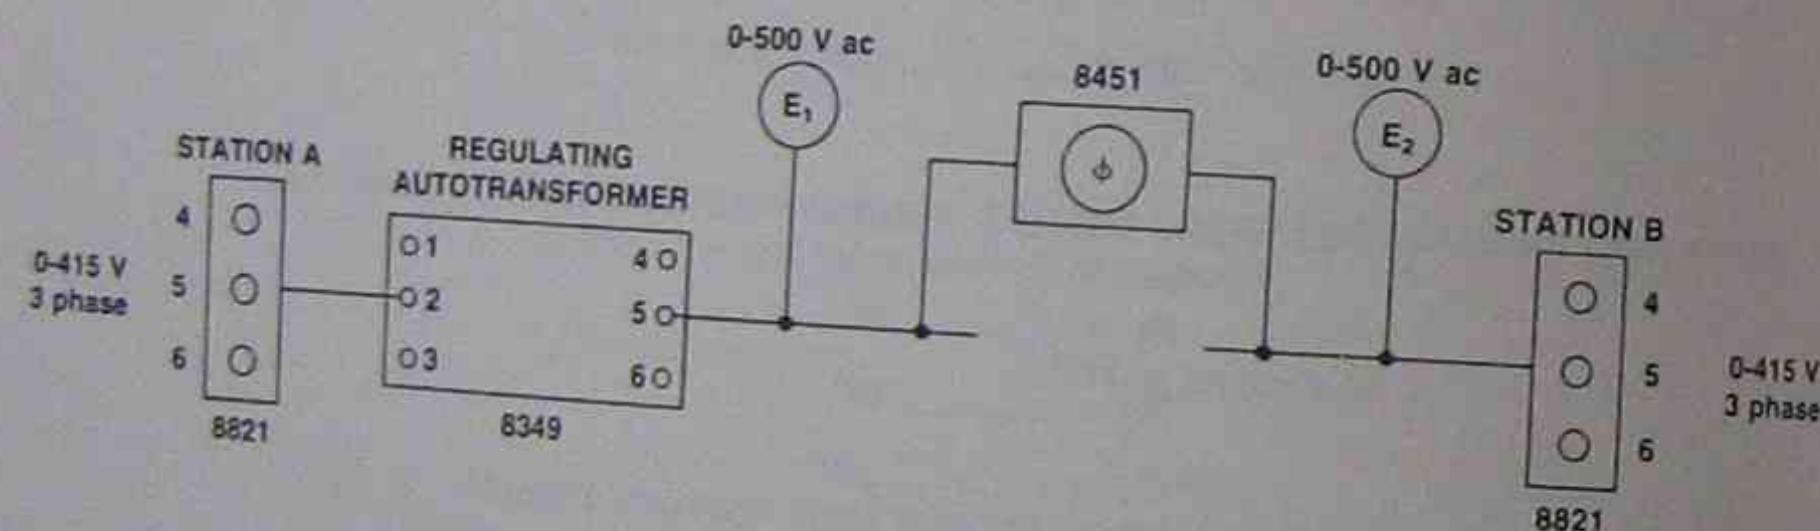 0-500 V ac
E₁
8451
ϕ
0-500 V ac
E₂
STATION A
4
5
6
0-415 V
3 phase
8821
REGULATING
AUTOTRANSFORMER
1
2
3
4
5
6
8349
STATION B
4
5
6
0-415 V
3 phase
8821